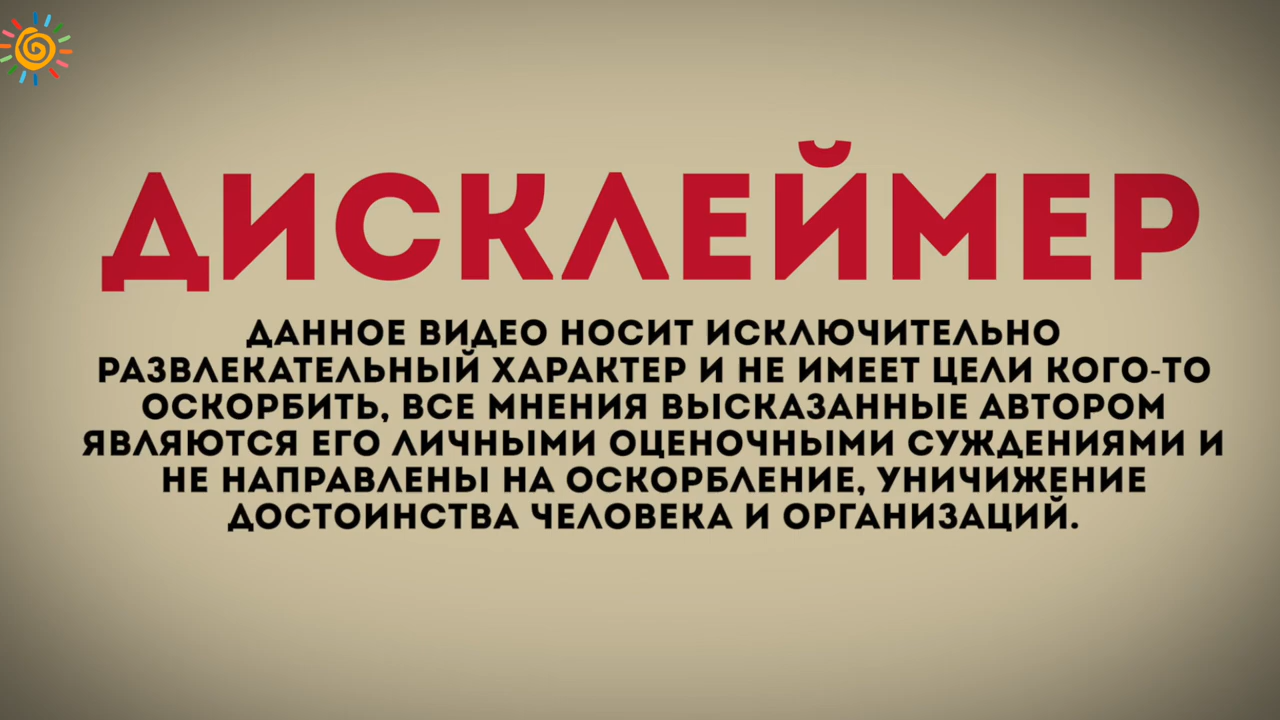 ДИСКЛЕЙМЕР
ДАННОЕ ВИДЕО НОСИТ ИСКЛЮЧИТЕЛЬНО
РАЗВЛЕКАТЕЛЬНЫЙ ХАРАКТЕР И НЕ ИМЕЕТ ЦЕЛИ КОГО-ТО
ОСКОРБИТЬ, ВСЕ МНЕНИЯ ВЫСКАЗАННЫЕ АВТОРОМ
ЯВЛЯЮТСЯ ЕГО ЛИЧНЫМИ ОЦЕНОЧНЫМИ СУЖДЕНИЯМИ И
НЕ НАПРАВЛЕНЫ НА ОСКОРБЛЕНИЕ, УНИЧИЖЕНИЕ
ДОСТОИНСТВА ЧЕЛОВЕКА И ОРГАНИЗАЦИЙ.